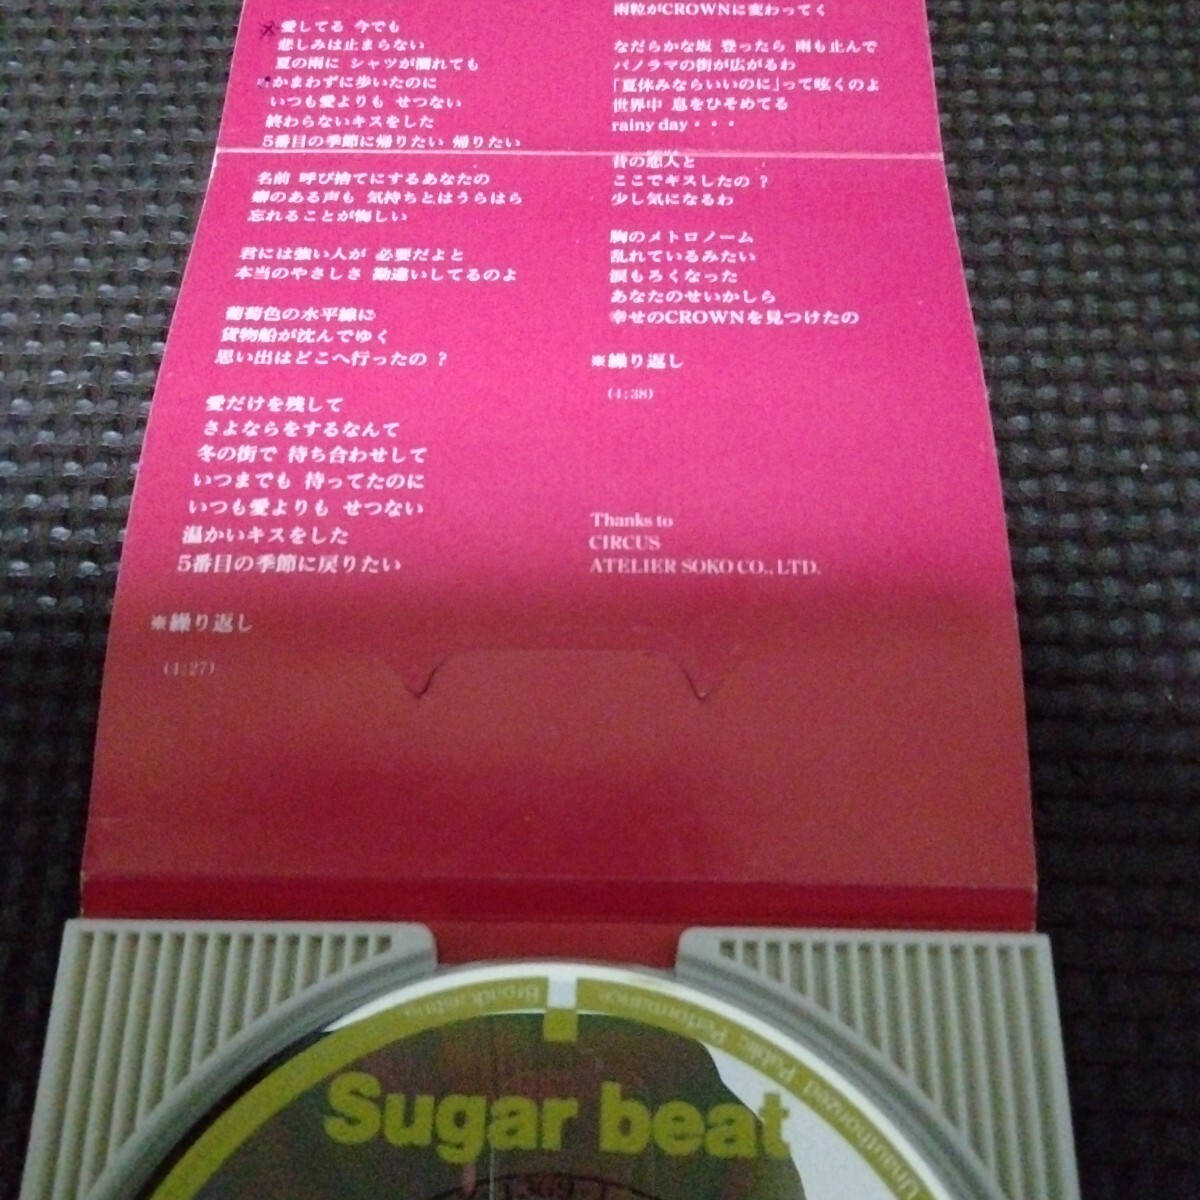 愛してる 今でも
悲しみは止まらない
夏の雨に シャツが濡れても
かまわずに歩いたのに
いつも愛よりも せつない
終わらないキスをした
5番目の季節に帰りたい 帰りたい
名前 呼び捨てにするあなたの
癖のある声も 気持ちとはうらはら
忘れることが悔しい
君には強い人が 必要だよと
本当のやさしさ 勘違いしてるのよ
葡萄色の水平線に
貨物船が沈んでゆく
思い出はどこへ行ったの ?
愛だけを残して
さよならをするなんて
冬の街で 待ち合わせして
いつまでも 待ってたのに
いつも愛よりも せつない
温かいキスをした
5番目の季節に戻りたい
※繰り返し
(4:27)
雨粒がCROWNに変わってく
なだらかな坂 登ったら 雨も止んで
パノラマの街が広がるわ
「夏休みならいいのに」って呟くのよ
世界中 息をひそめてる
rainy day・・・
昔の恋人と
ここでキスしたの ?
少し気になるわ
胸のメトロノーム
乱れているみたい
涙もろくなった
あなたのせいかしら
幸せのCROWNを見つけたの
※繰り返し
(4:38)
Thanks to
CIRCUS
ATELIER SOKO CO., LTD.
Unauthorized Public Performance Broadcasting
Sugar beat